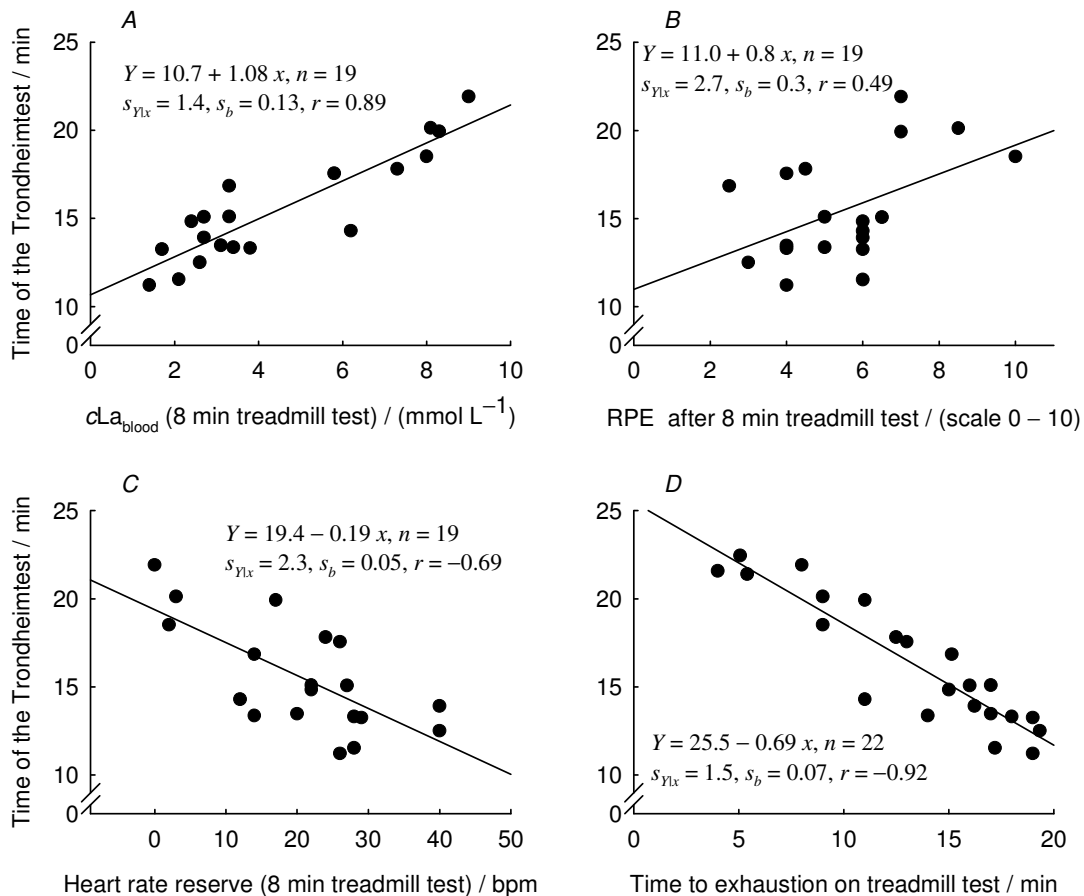 A
Y = 10.7 + 1.08 x, n = 19
s_Y|x = 1.4, s_b = 0.13, r = 0.89
25
20
15
10
0
0 2 4 6 8 10
Time of the Trondheimtest / min
cLa_blood (8 min treadmill test) / (mmol L⁻¹)
B
Y = 11.0 + 0.8 x, n = 19
s_Y|x = 2.7, s_b = 0.3, r = 0.49
25
20
15
10
0
0 2 4 6 8 10
RPE after 8 min treadmill test / (scale 0 – 10)
C
Y = 19.4 – 0.19 x, n = 19
s_Y|x = 2.3, s_b = 0.05, r = –0.69
25
20
15
10
0
0 10 20 30 40 50
Time of the Trondheimtest / min
Heart rate reserve (8 min treadmill test) / bpm
D
25
20
15
10
0
Y = 25.5 – 0.69 x, n = 22
s_Y|x = 1.5, s_b = 0.07, r = –0.92
0 5 10 15 20
Time to exhaustion on treadmill test / min